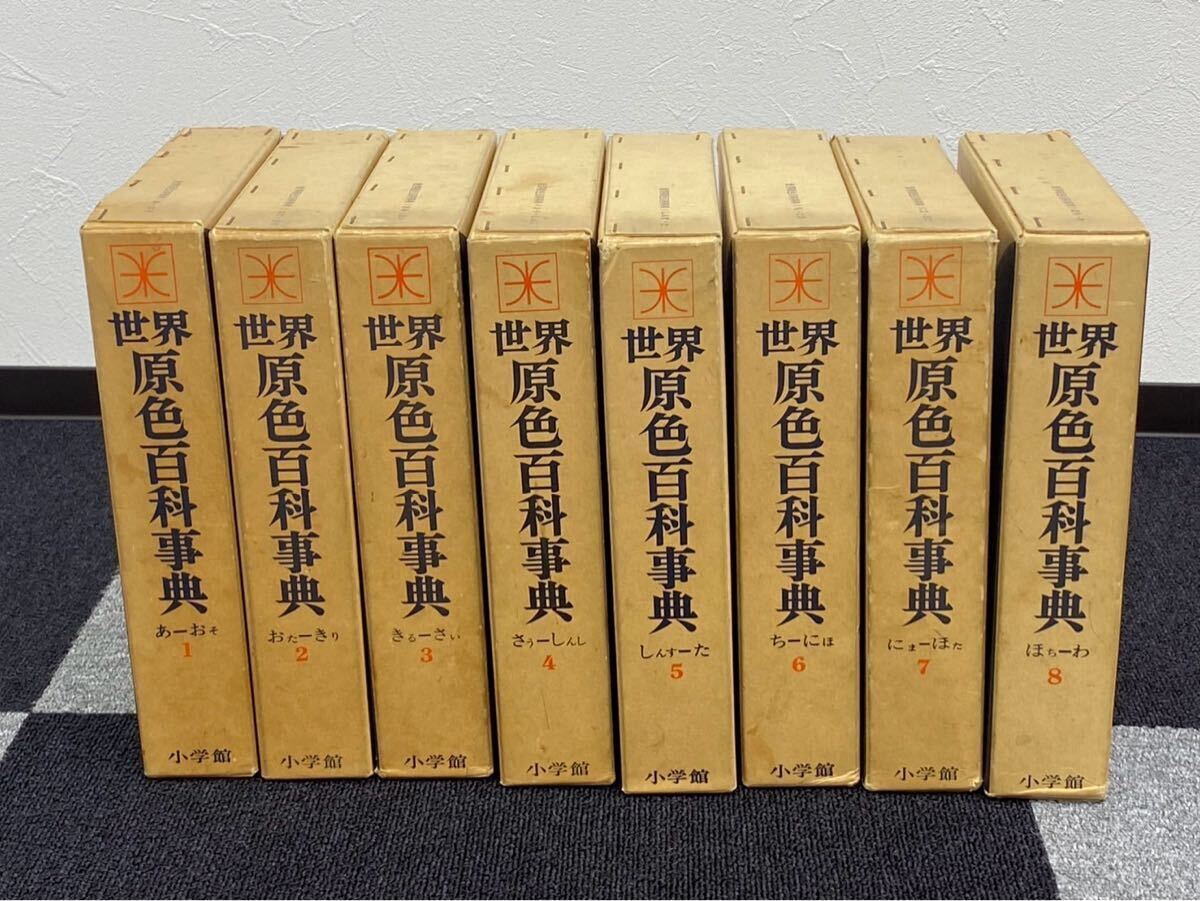 世界
原色百科事典
あーおそ
1
小学館
世界
原色百科事典
おたーきり
2
小学館
世界
原色百科事典
きるーさい
3
小学館
世界
原色百科事典
さうーしんし
4
小学館
世界
原色百科事典
しんすーた
5
小学館
世界
原色百科事典
ちーにほ
6
小学館
世界
原色百科事典
にまーほた
7
小学館
世界
原色百科事典
ほちーわ
8
小学館